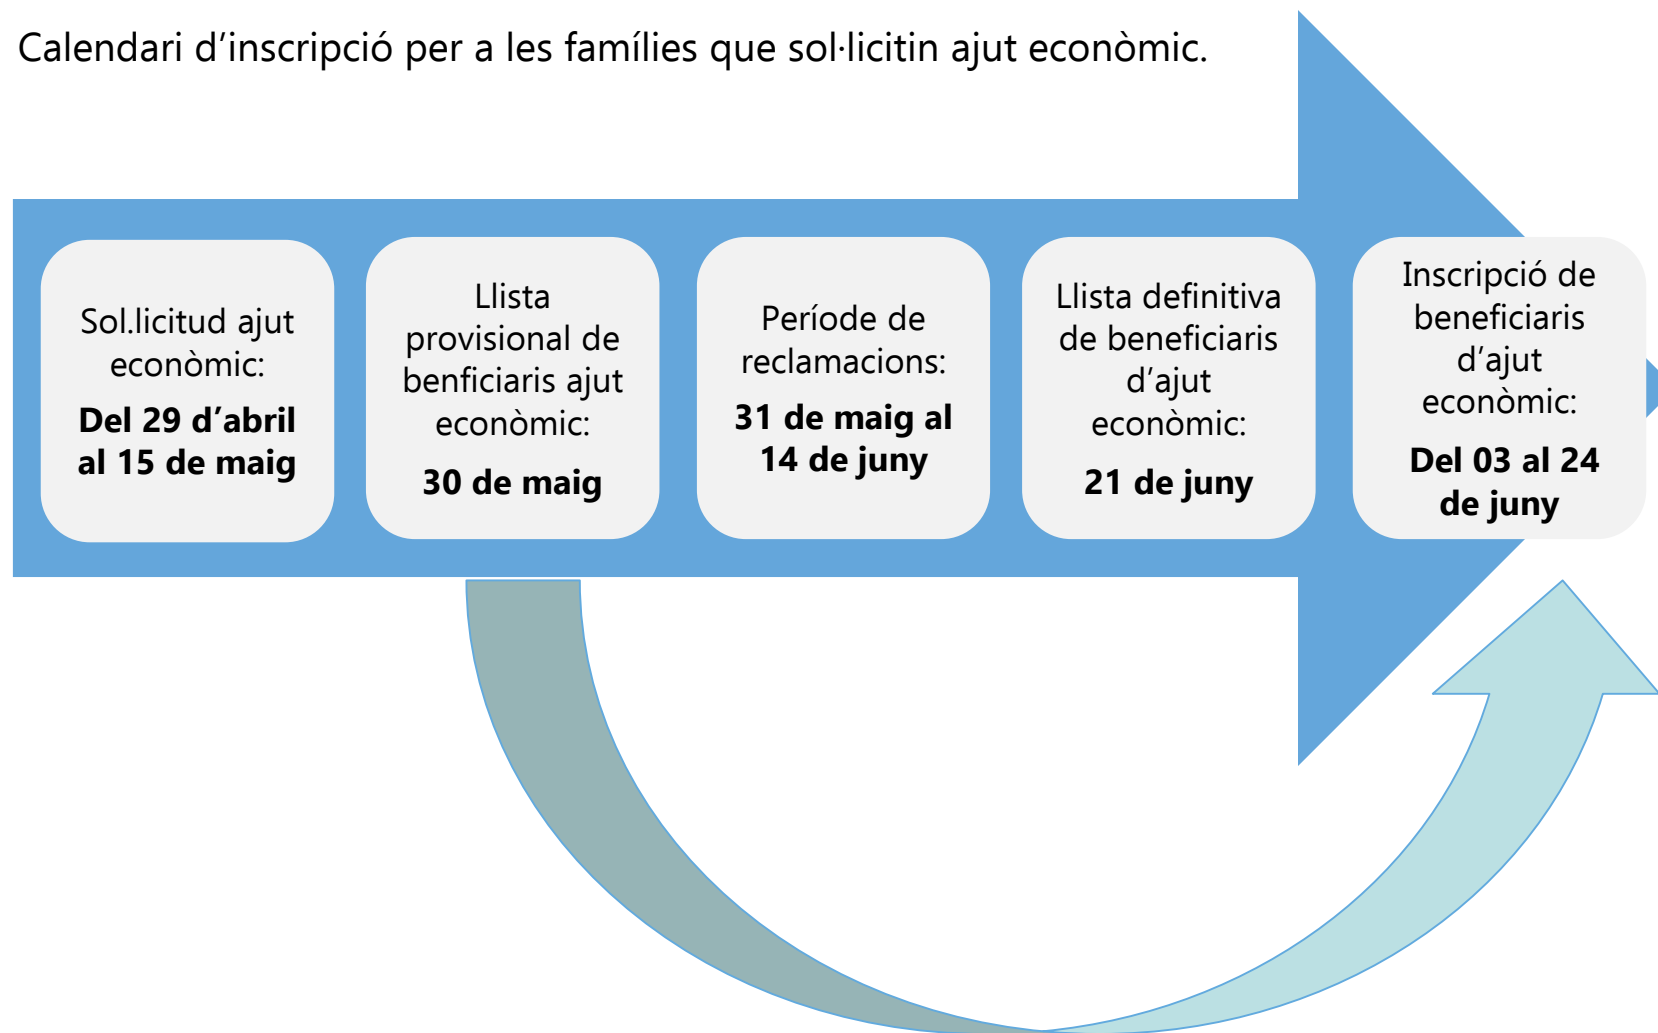 Calendari d’inscripció per a les famílies que sol·licitin ajut econòmic.
Sol.licitud ajut
econòmic:
Del 29 d’abril
al 15 de maig
Llista
provisional de
benficiaris ajut
econòmic:
30 de maig
Període de
reclamacions:
31 de maig al
14 de juny
Llista definitiva
de beneficiaris
d’ajut
econòmic:
21 de juny
Inscripció de
beneficiaris
d’ajut
econòmic:
Del 03 al 24
de juny